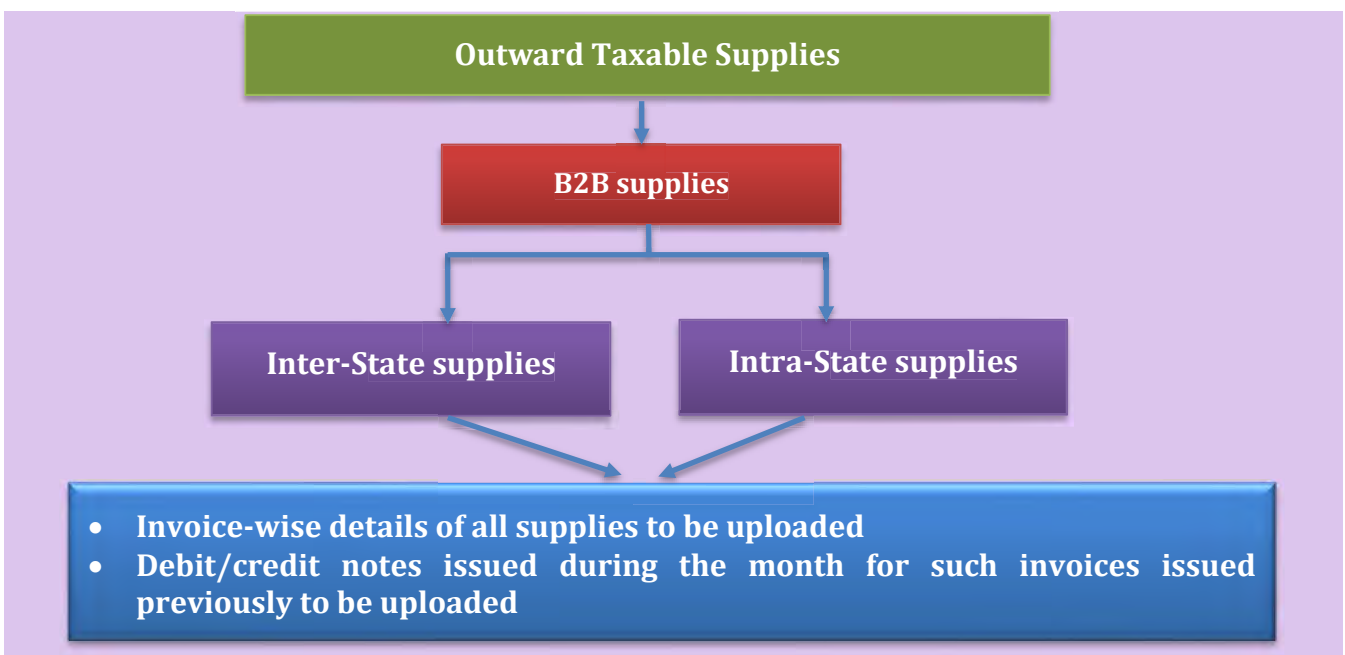 Outward Taxable Supplies
B2B supplies
Inter-State supplies
Intra-State supplies
• Invoice-wise details of all supplies to be uploaded
• Debit/credit notes issued during the month for such invoices issued
previously to be uploaded